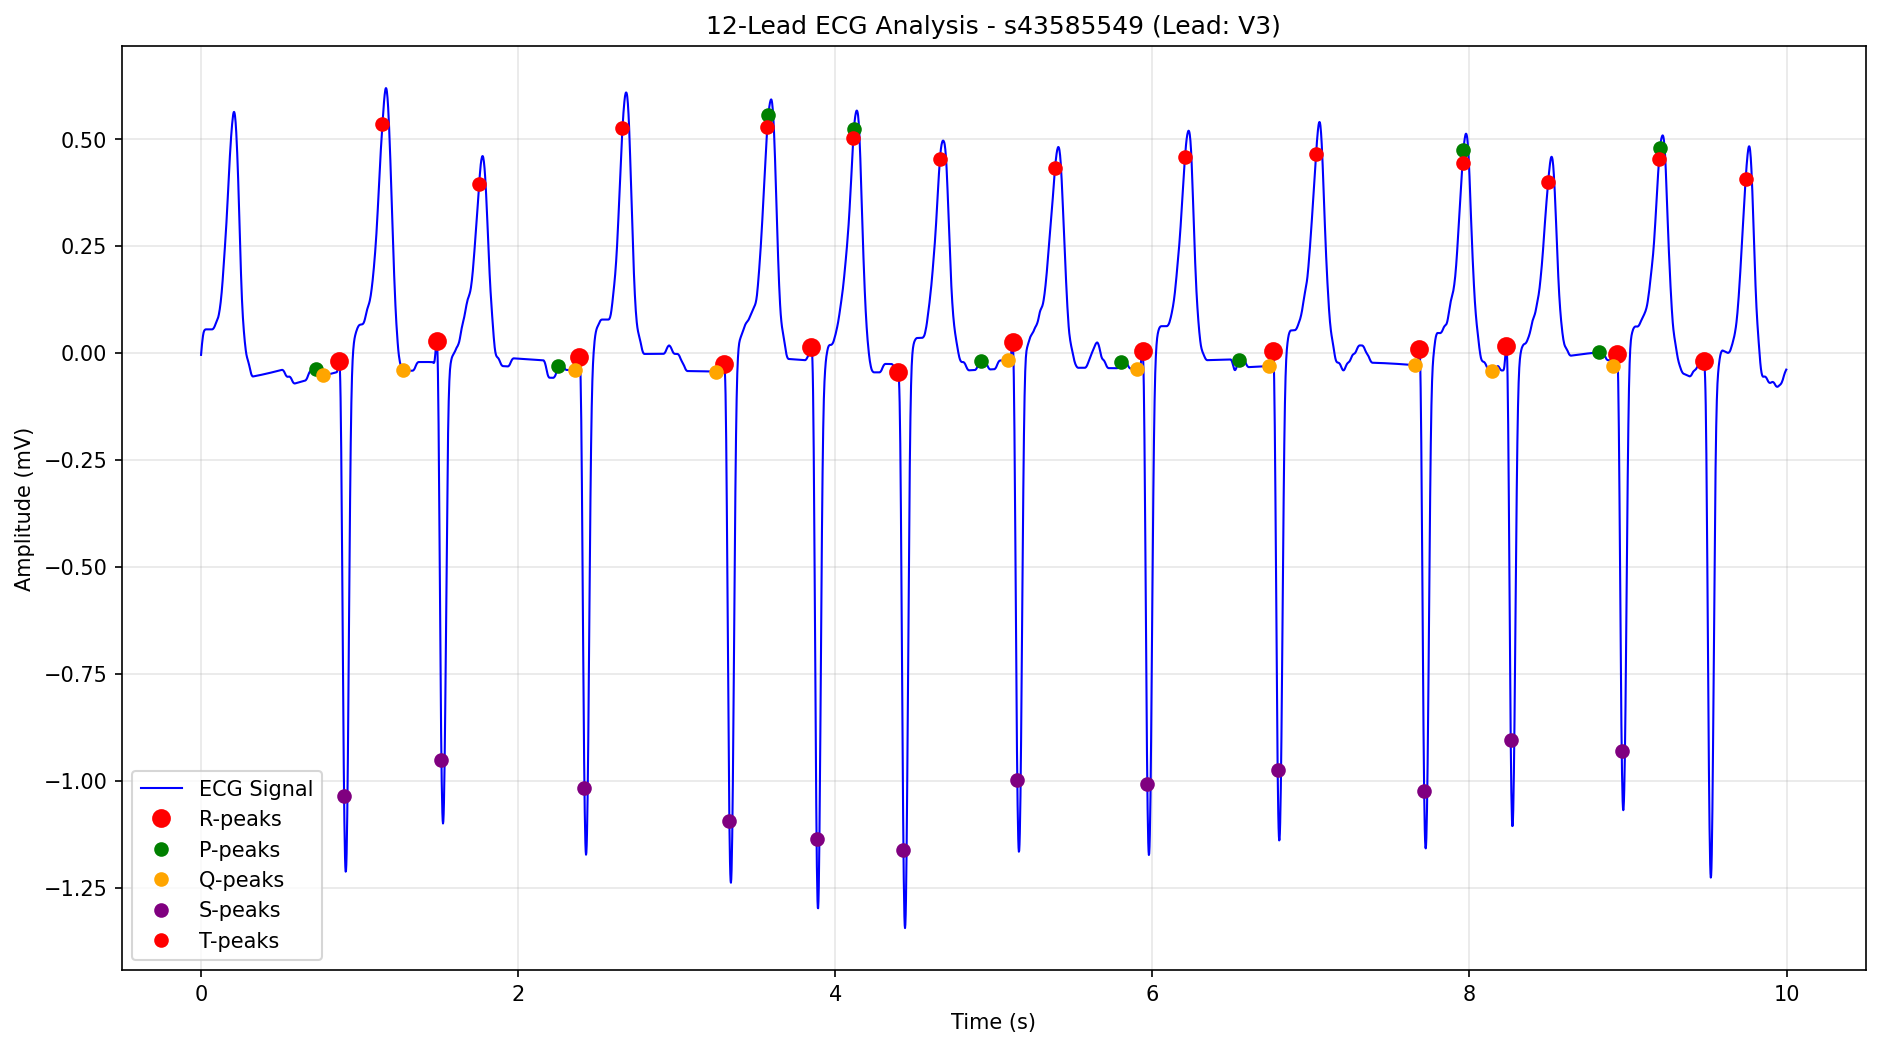 12-Lead ECG Analysis - s43585549 (Lead: V3)
Amplitude (mV)
0.50
0.25
0.00
−0.25
−0.50
−0.75
−1.00
−1.25
ECG Signal
R-peaks
P-peaks
Q-peaks
S-peaks
T-peaks
0 2 4 6 8 10
Time (s)